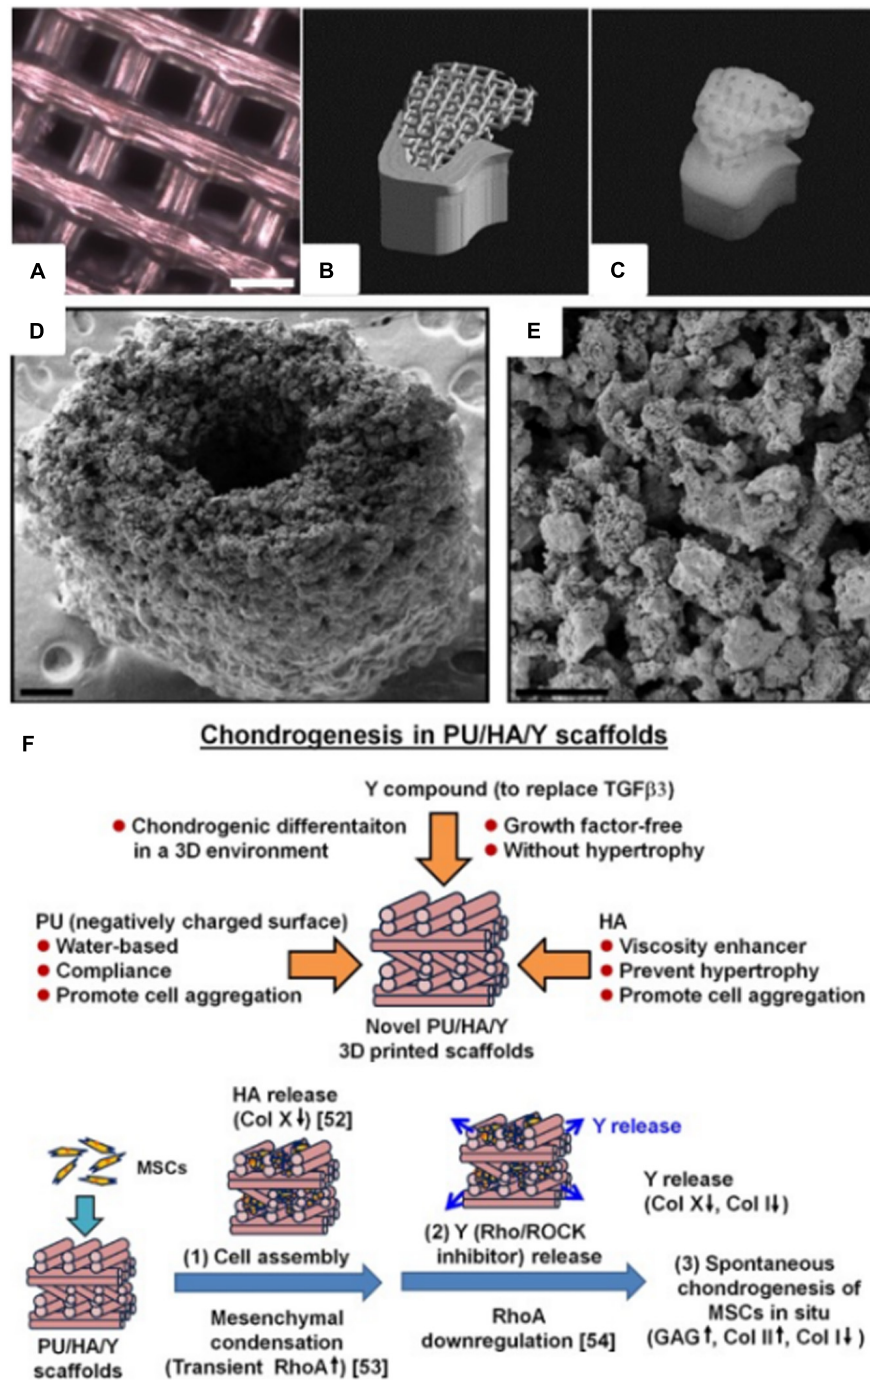 A
B
C
D
E
F
Chondrogenesis in PU/HA/Y scaffolds
Y compound (to replace TGFβ3)
Chondrogenic differentaiton
in a 3D environment
Growth factor-free
Without hypertrophy
PU (negatively charged surface)
Water-based
Compliance
Promote cell aggregation
HA
Viscosity enhancer
Prevent hypertrophy
Promote cell aggregation
Novel PU/HA/Y
3D printed scaffolds
MSCs
PU/HA/Y
scaffolds
HA release
(Col X↓) [52]
(1) Cell assembly
Mesenchymal
condensation
(Transient RhoA↑) [53]
Y release
(2) Y (Rho/ROCK
inhibitor) release
RhoA
downregulation [54]
Y release
(Col X↓, Col I↓)
(3) Spontaneous
chondrogenesis of
MSCs in situ
(GAG↑, Col II↑, Col I↓)